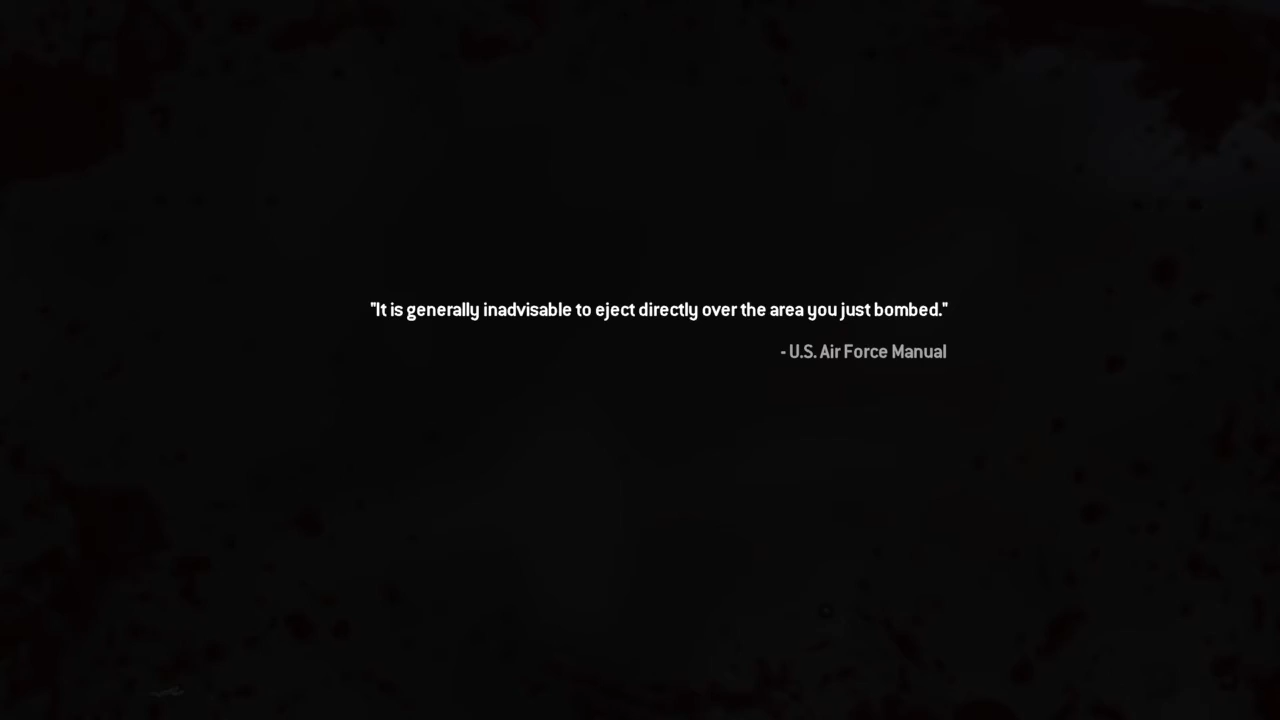 "It is generally inadvisable to eject directly over the area you just bombed."
- U.S. Air Force Manual